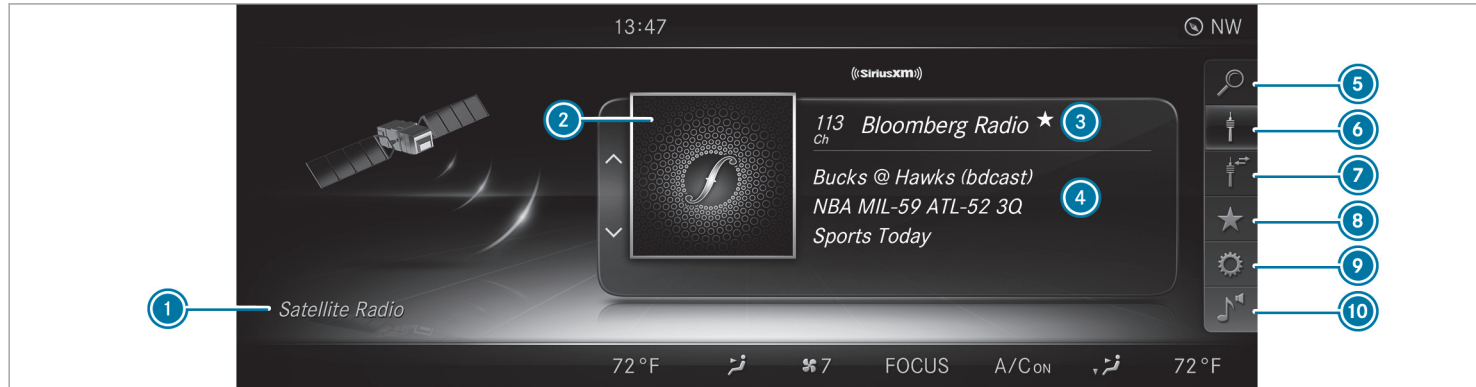 13:47
NW
((SiriusXM))
5
2
113 Bloomberg Radio ★
3
Ch
6
Bucks @ Hawks (bdcast)
7
NBA MIL-59 ATL-52 3Q
4
Sports Today
8
9
1
Satellite Radio
10
72°F
7
FOCUS
A/C ON
72°F